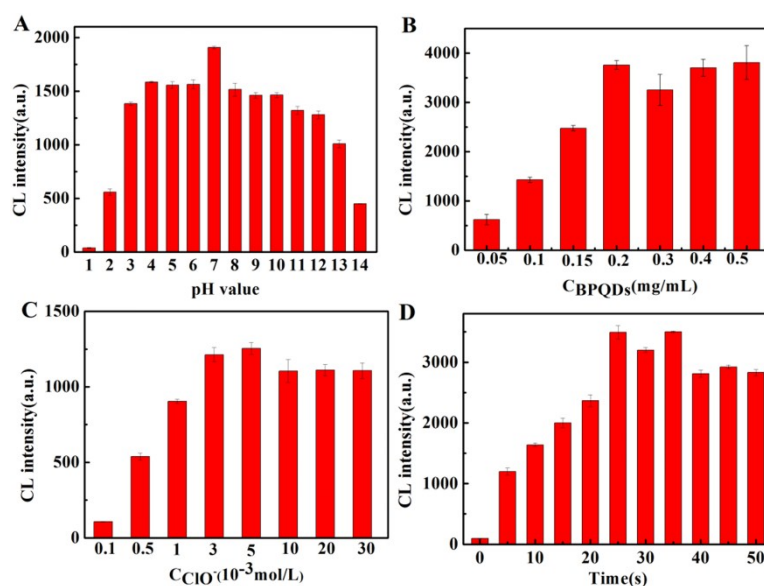 A
CL intensity(a.u.)
2000
1500
1000
500
0
1 2 3 4 5 6 7 8 9 10 11 12 13 14
pH value
B
CL intencity(a.u.)
4000
3000
2000
1000
0
0.05 0.1 0.15 0.2 0.3 0.4 0.5
CBPQDs(mg/mL)
C
CL intensity(a.u.)
1500
1000
500
0
0.1 0.5 1 3 5 10 20 30
CClO-(10-3mol/L)
D
CL intensity(a.u.)
3000
2000
1000
0
0 10 20 30 40 50
Time(s)